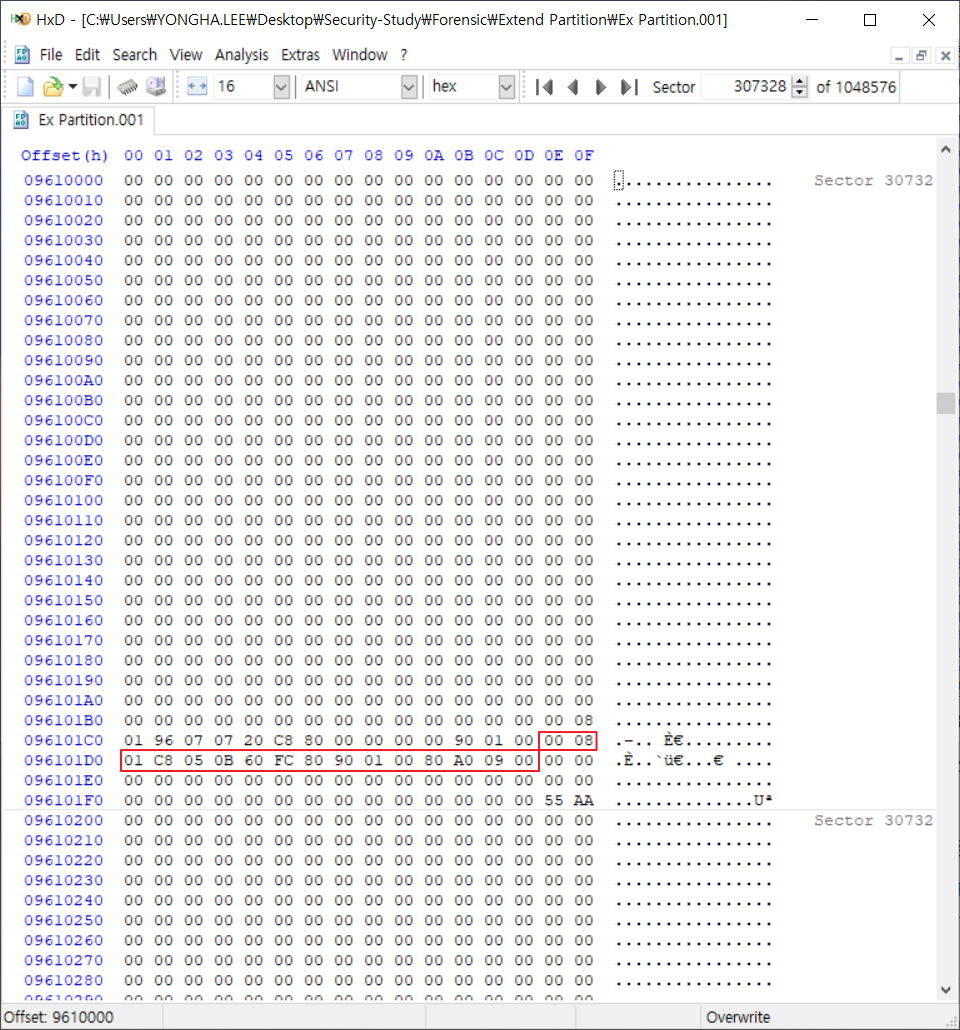 HxD - [C:₩Users₩YONGHA.LEE₩Desktop₩Security-Study₩Forensic₩Extend Partition₩Ex Partition.001]
File Edit Search View Analysis Extras Window ?
16 ANSI hex Sector 307328 of 1048576
Ex Partition.001
Offset(h) 00 01 02 03 04 05 06 07 08 09 0A 0B 0C 0D 0E 0F
09610000 00 00 00 00 00 00 00 00 00 00 00 00 00 00 00 00 ................ Sector 30732
09610010 00 00 00 00 00 00 00 00 00 00 00 00 00 00 00 00 ................
09610020 00 00 00 00 00 00 00 00 00 00 00 00 00 00 00 00 ................
09610030 00 00 00 00 00 00 00 00 00 00 00 00 00 00 00 00 ................
09610040 00 00 00 00 00 00 00 00 00 00 00 00 00 00 00 00 ................
09610050 00 00 00 00 00 00 00 00 00 00 00 00 00 00 00 00 ................
09610060 00 00 00 00 00 00 00 00 00 00 00 00 00 00 00 00 ................
09610070 00 00 00 00 00 00 00 00 00 00 00 00 00 00 00 00 ................
09610080 00 00 00 00 00 00 00 00 00 00 00 00 00 00 00 00 ................
09610090 00 00 00 00 00 00 00 00 00 00 00 00 00 00 00 00 ................
096100A0 00 00 00 00 00 00 00 00 00 00 00 00 00 00 00 00 ................
096100B0 00 00 00 00 00 00 00 00 00 00 00 00 00 00 00 00 ................
096100C0 00 00 00 00 00 00 00 00 00 00 00 00 00 00 00 00 ................
096100D0 00 00 00 00 00 00 00 00 00 00 00 00 00 00 00 00 ................
096100E0 00 00 00 00 00 00 00 00 00 00 00 00 00 00 00 00 ................
096100F0 00 00 00 00 00 00 00 00 00 00 00 00 00 00 00 00 ................
09610100 00 00 00 00 00 00 00 00 00 00 00 00 00 00 00 00 ................
09610110 00 00 00 00 00 00 00 00 00 00 00 00 00 00 00 00 ................
09610120 00 00 00 00 00 00 00 00 00 00 00 00 00 00 00 00 ................
09610130 00 00 00 00 00 00 00 00 00 00 00 00 00 00 00 00 ................
09610140 00 00 00 00 00 00 00 00 00 00 00 00 00 00 00 00 ................
09610150 00 00 00 00 00 00 00 00 00 00 00 00 00 00 00 00 ................
09610160 00 00 00 00 00 00 00 00 00 00 00 00 00 00 00 00 ................
09610170 00 00 00 00 00 00 00 00 00 00 00 00 00 00 00 00 ................
09610180 00 00 00 00 00 00 00 00 00 00 00 00 00 00 00 00 ................
09610190 00 00 00 00 00 00 00 00 00 00 00 00 00 00 00 00 ................
096101A0 00 00 00 00 00 00 00 00 00 00 00 00 00 00 00 00 ................
096101B0 00 00 00 00 00 00 00 00 00 00 00 00 00 00 00 08 ................
096101C0 01 96 07 07 20 C8 80 00 00 00 00 90 01 00 00 08 .–.. È€.........
096101D0 01 C8 05 0B 60 FC 80 90 01 00 80 A0 09 00 00 00 .È..`ü€...€ ....
096101E0 00 00 00 00 00 00 00 00 00 00 00 00 00 00 00 00 ................
096101F0 00 00 00 00 00 00 00 00 00 00 00 00 00 00 55 AA ..............Uª
09610200 00 00 00 00 00 00 00 00 00 00 00 00 00 00 00 00 ................ Sector 30732
09610210 00 00 00 00 00 00 00 00 00 00 00 00 00 00 00 00 ................
09610220 00 00 00 00 00 00 00 00 00 00 00 00 00 00 00 00 ................
09610230 00 00 00 00 00 00 00 00 00 00 00 00 00 00 00 00 ................
09610240 00 00 00 00 00 00 00 00 00 00 00 00 00 00 00 00 ................
09610250 00 00 00 00 00 00 00 00 00 00 00 00 00 00 00 00 ................
09610260 00 00 00 00 00 00 00 00 00 00 00 00 00 00 00 00 ................
09610270 00 00 00 00 00 00 00 00 00 00 00 00 00 00 00 00 ................
09610280 00 00 00 00 00 00 00 00 00 00 00 00 00 00 00 00 ................
09610290 00 00 00 00 00 00 00 00 00 00 00 00 00 00 00 00 ................
Offset: 9610000 Overwrite